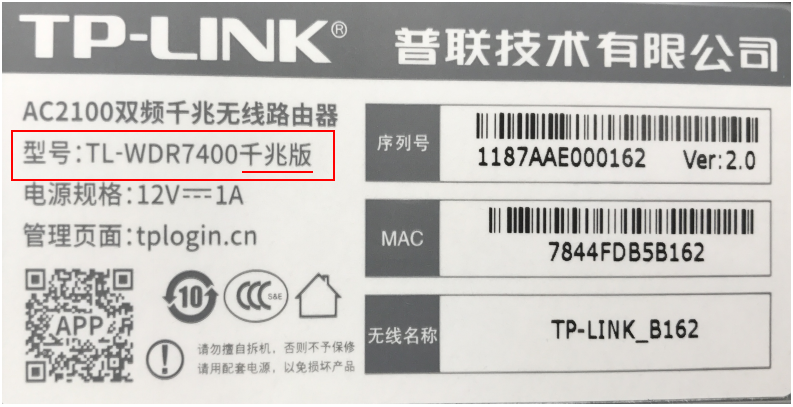 TP-LINK® 普联技术有限公司
AC2100双频千兆无线路由器
型号:TL-WDR7400千兆版
电源规格:12V⎓1A
管理页面:tplogin.cn
APP
10
CCC S&E
请勿擅自拆机，否则不予保修
请用配套电源，以免损坏产品
序列号
1187AAE000162 Ver:2.0
MAC
7844FDB5B162
无线名称
TP-LINK_B162